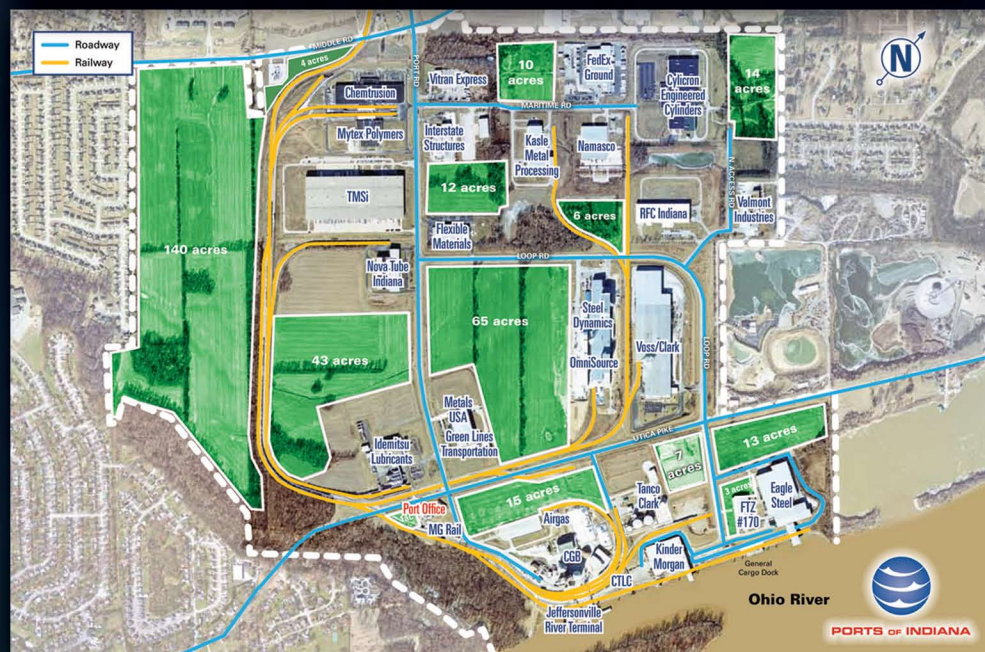 Roadway
Railway
MIDDLE RD
4 acres
PORT RD
Vitran Express
10
acres
FedEx
Ground
Cylicron
Engineered
Cylinders
14
acres
N
Chemtrusion
MARITIME RD
Mytex Polymers
Interstate
Structures
Kasle
Metal
Processing
Namasco
N. ACCESS RD
TMSi
12 acres
6 acres
RFC Indiana
Valmont
Industries
Flexible
Materials
140 acres
LOOP RD
Nova Tube
Indiana
65 acres
Steel
Dynamics
OmniSource
Voss/Clark
LOOP RD
43 acres
Metals
USA
Green Lines
Transportation
Idemitsu
Lubricants
UTICA PIKE
13 acres
7
acres
15 acres
Tanco
Clark
3 acres
FTZ
#170
Eagle
Steel
Port Office
MG Rail
Airgas
CGB
Kinder
Morgan
CTLC
General
Cargo Dock
Jeffersonville
River Terminal
Ohio River
PORTS OF INDIANA